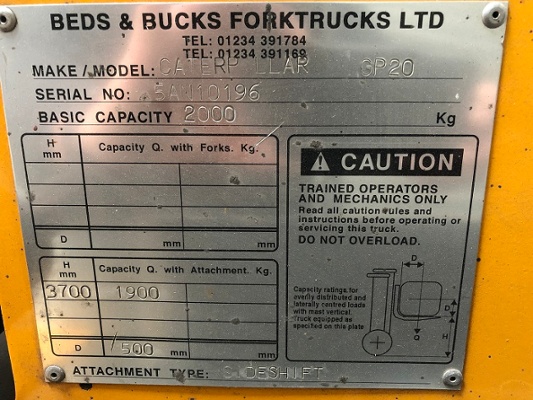 BEDS & BUCKS FORKTRUCKS LTD
TEL: 01234 391784
TEL: 01234 391169
MAKE / MODEL: CATERPILLAR GP20
SERIAL NO: 5AM10196
BASIC CAPACITY 2000 Kg
H mm Capacity Q. with Forks. Kg.
D mm mm
H mm Capacity Q. with Attachment. Kg.
3700 1900
D 500 mm mm
ATTACHMENT TYPE: SIDESHIFT
CAUTION
TRAINED OPERATORS
AND MECHANICS ONLY
Read all caution rules and
instructions before operating or
servicing this truck.
DO NOT OVERLOAD.
Capacity ratings for
evenly distributed and
laterally centred loads
with mast vertical.
Truck equipped as
specified on this plate
D
D
Q
H